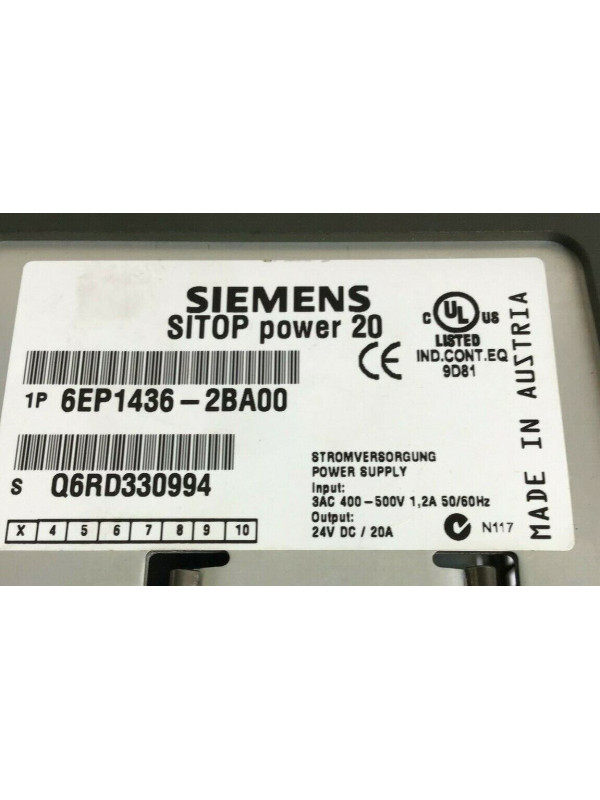 SIEMENS
SITOP power 20
1P 6EP1436-2BA00
S Q6RD330994
X 4 5 6 7 8 9 10
C UL US
LISTED
IND.CONT.EQ
9D81
CE
STROMVERSORGUNG
POWER SUPPLY
Input:
3AC 400-500V 1,2A 50/60Hz
Output:
24V DC / 20A
N117
MADE IN AUSTRIA